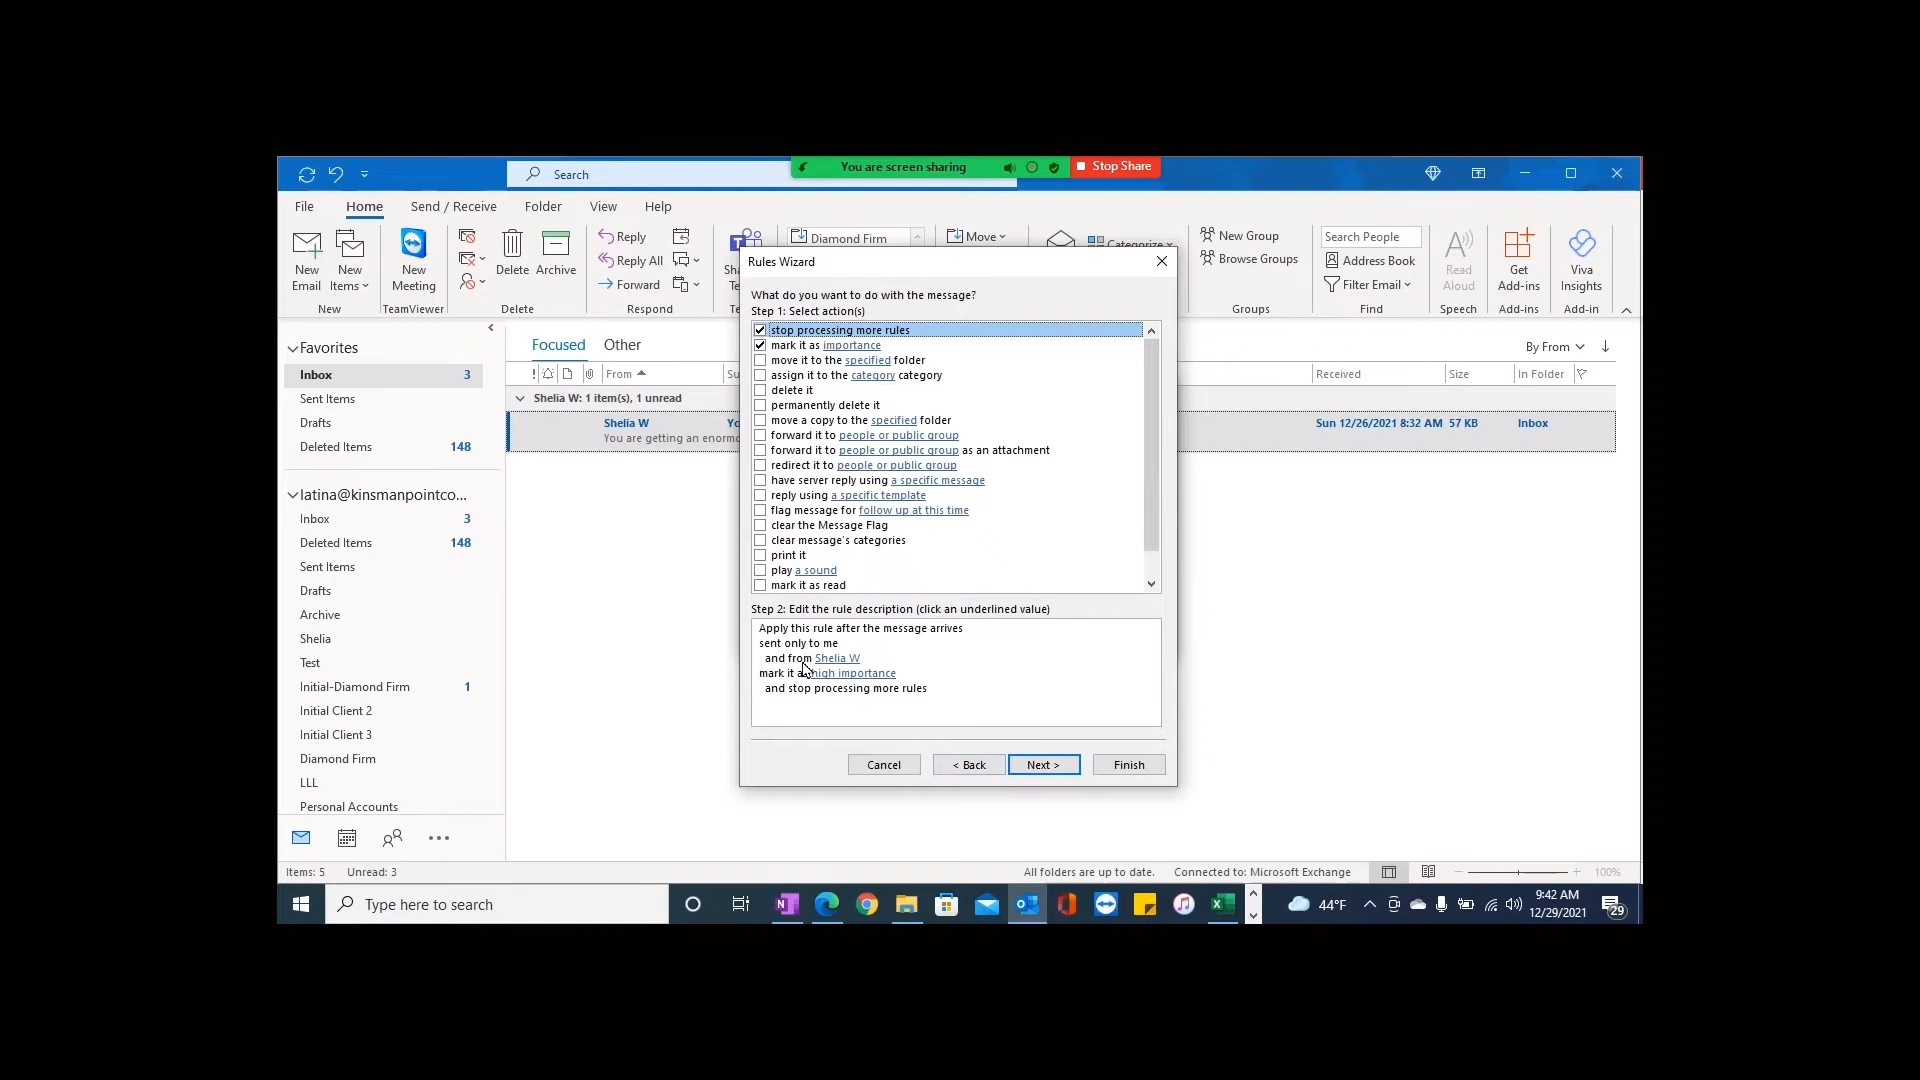 Search
You are screen sharing
Stop Share
File
Home
Send / Receive
Folder
View
Help
New
Email
New
Items
New
Meeting
Delete
Archive
Reply
Reply All
Forward
Diamond Firm
Move
Categorize
New Group
Browse Groups
Search People
Address Book
Filter Email
Read
Aloud
Get
Add-ins
Viva
Insights
New
TeamViewer
Delete
Respond
Groups
Find
Speech
Add-ins
Add-in
Favorites
Inbox 3
Sent Items
Drafts
Deleted Items 148
latina@kinsmanpointco...
Inbox 3
Deleted Items 148
Sent Items
Drafts
Archive
Shelia
Test
Initial-Diamond Firm 1
Initial Client 2
Initial Client 3
Diamond Firm
LLL
Personal Accounts
Focused Other
By From
From
Received
Size
In Folder
Shelia W: 1 item(s), 1 unread
Shelia W
You are getting an enorm
Sun 12/26/2021 8:32 AM 57 KB Inbox
Rules Wizard
What do you want to do with the message?
Step 1: Select action(s)
stop processing more rules
mark it as importance
move it to the specified folder
assign it to the category category
delete it
permanently delete it
move a copy to the specified folder
forward it to people or public group
forward it to people or public group as an attachment
redirect it to people or public group
have server reply using a specific message
reply using a specific template
flag message for follow up at this time
clear the Message Flag
clear message's categories
print it
play a sound
mark it as read
Step 2: Edit the rule description (click an underlined value)
Apply this rule after the message arrives
sent only to me
and from Shelia W
mark it a high importance
and stop processing more rules
Cancel
< Back
Next >
Finish
Items: 5 Unread: 3
All folders are up to date. Connected to: Microsoft Exchange
100%
Type here to search
44°F
9:42 AM
12/29/2021
29